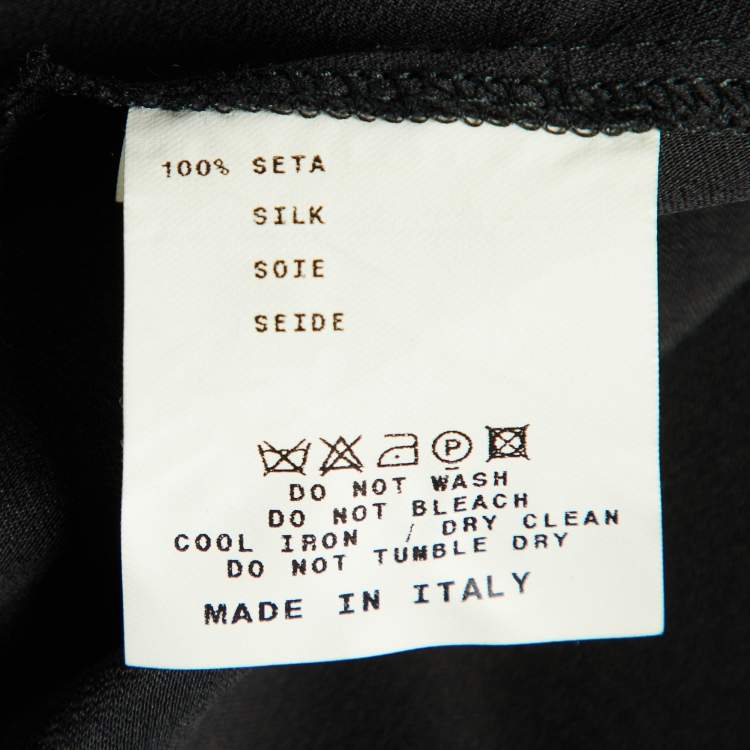 100% SETA
SILK
SOIE
SEIDE
P
DO NOT WASH
DO NOT BLEACH
COOL IRON / DRY CLEAN
DO NOT TUMBLE DRY
MADE IN ITALY